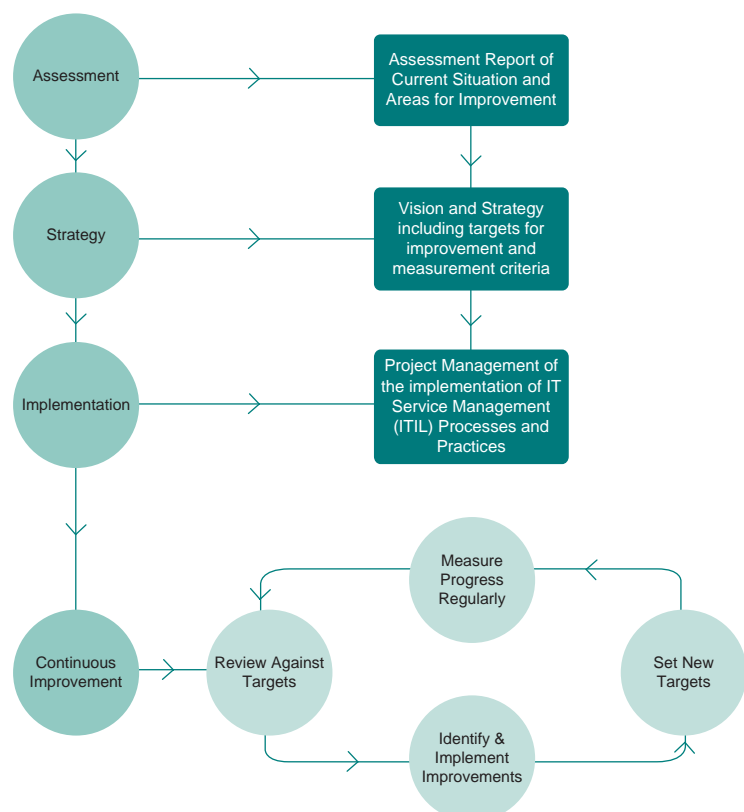 Assessment
Assessment Report of
Current Situation and
Areas for Improvement
Strategy
Vision and Strategy
including targets for
improvement and
measurement criteria
Implementation
Project Management of
the implementation of IT
Service Management
(ITIL) Processes and
Practices
Measure
Progress
Regularly
Continuous
Improvement
Review Against
Targets
Set New
Targets
Identify &
Implement
Improvements